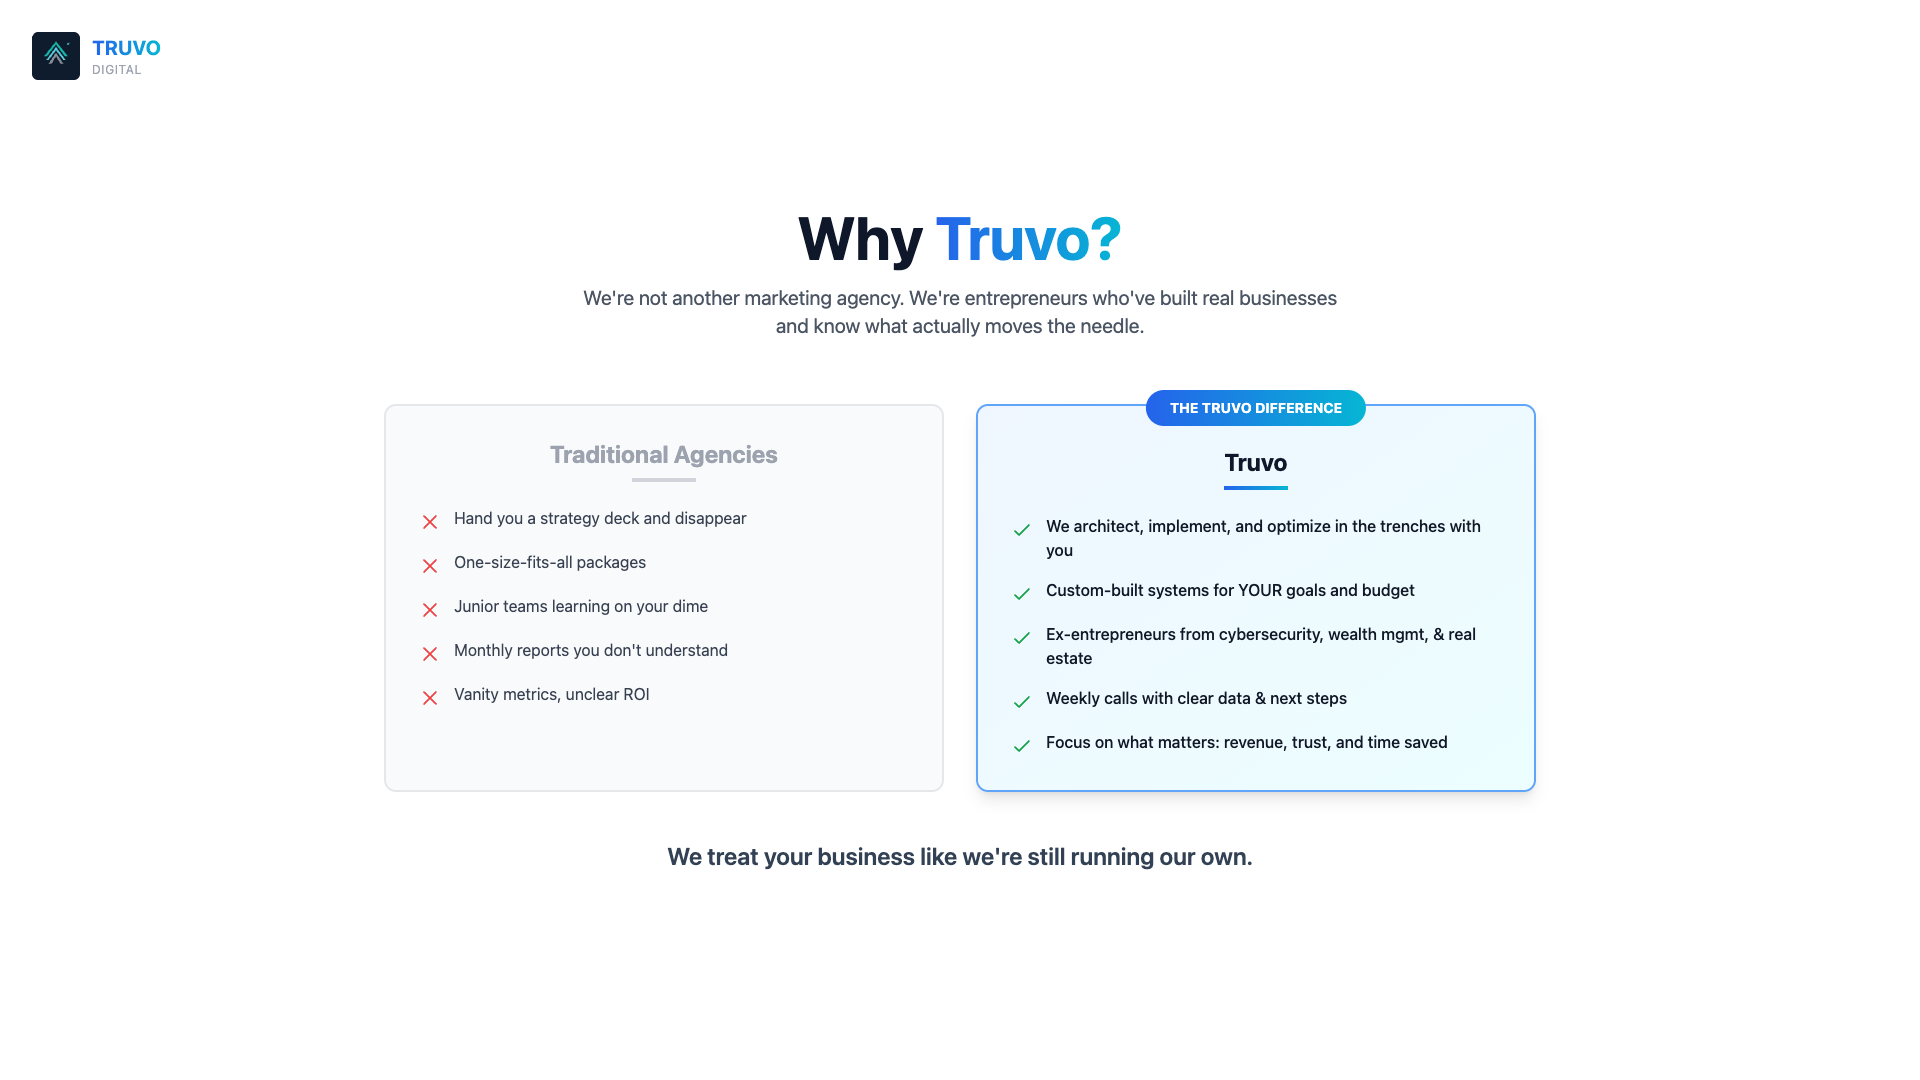 TRUVO
DIGITAL
Why Truvo?
We're not another marketing agency. We're entrepreneurs who've built real businesses
and know what actually moves the needle.
Traditional Agencies
Hand you a strategy deck and disappear
One-size-fits-all packages
Junior teams learning on your dime
Monthly reports you don't understand
Vanity metrics, unclear ROI
THE TRUVO DIFFERENCE
Truvo
We architect, implement, and optimize in the trenches with
you
Custom-built systems for YOUR goals and budget
Ex-entrepreneurs from cybersecurity, wealth mgmt, & real
estate
Weekly calls with clear data & next steps
Focus on what matters: revenue, trust, and time saved
We treat your business like we're still running our own.